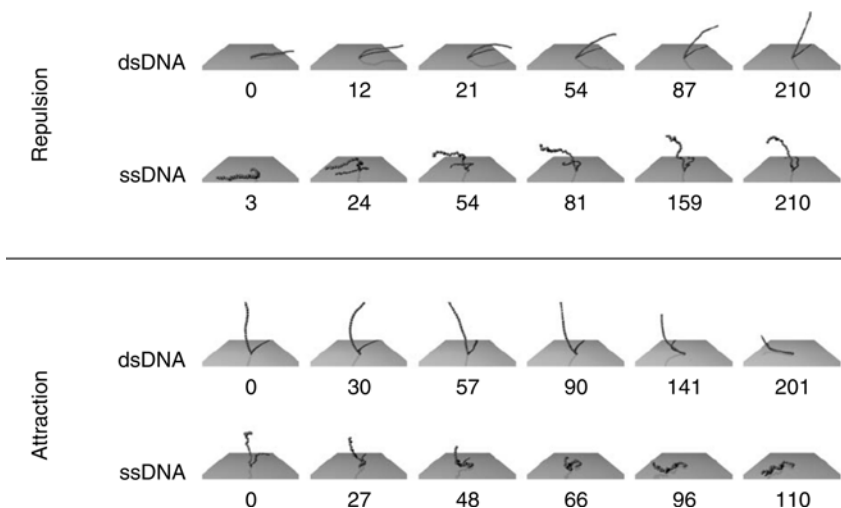 Repulsion
dsDNA
0 12 21 54 87 210
ssDNA
3 24 54 81 159 210
Attraction
dsDNA
0 30 57 90 141 201
ssDNA
0 27 48 66 96 110